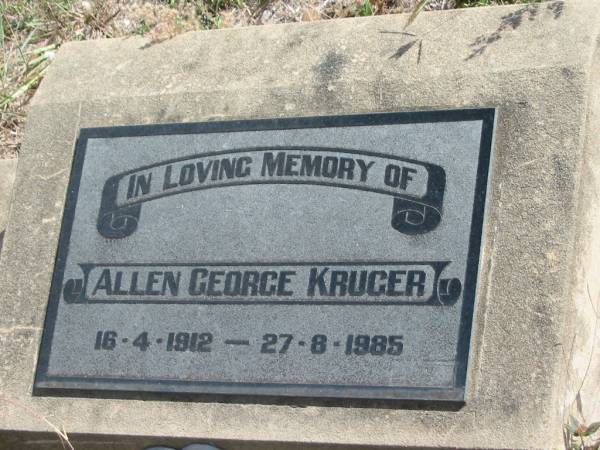 IN LOVING MEMORY OF
ALLEN GEORGE KRUGER
16·4·1912 — 27·8·1985